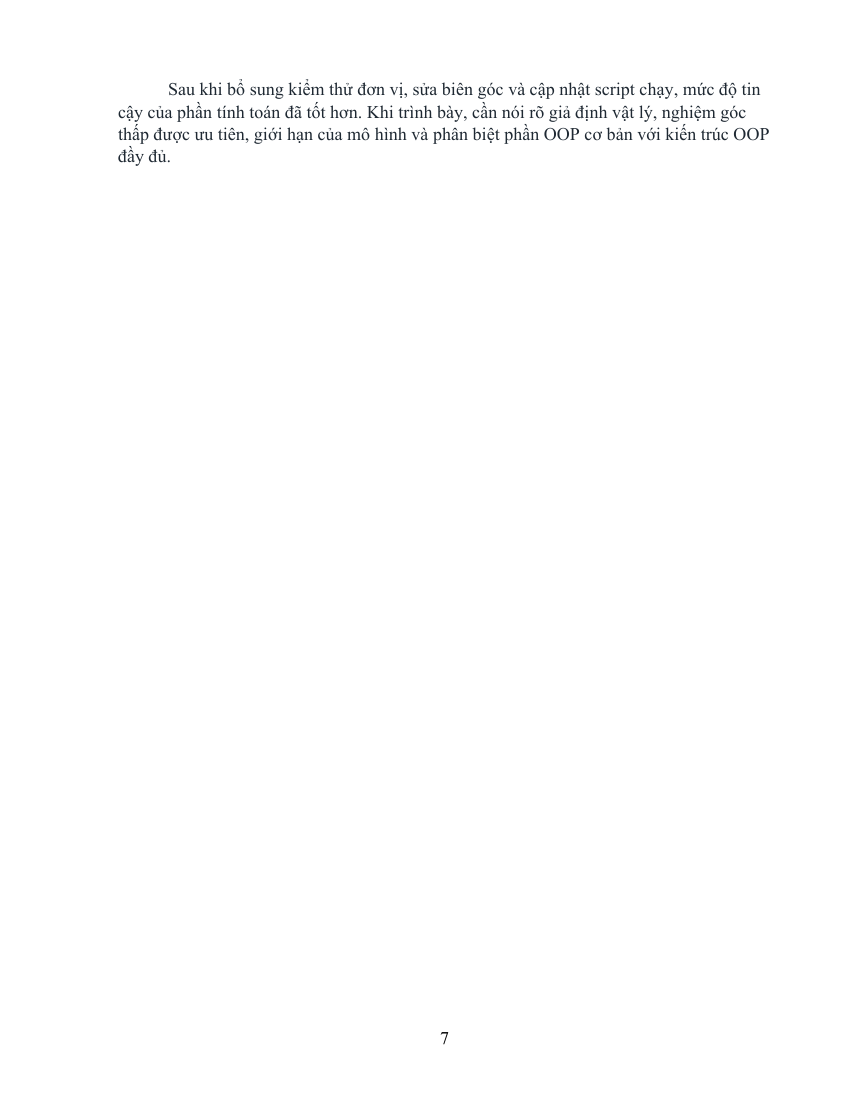 Sau khi bổ sung kiểm thử đơn vị, sửa biên góc và cập nhật script chạy, mức độ tin
cậy của phần tính toán đã tốt hơn. Khi trình bày, cần nói rõ giả định vật lý, nghiệm góc
thấp được ưu tiên, giới hạn của mô hình và phân biệt phần OOP cơ bản với kiến trúc OOP
đầy đủ.
7